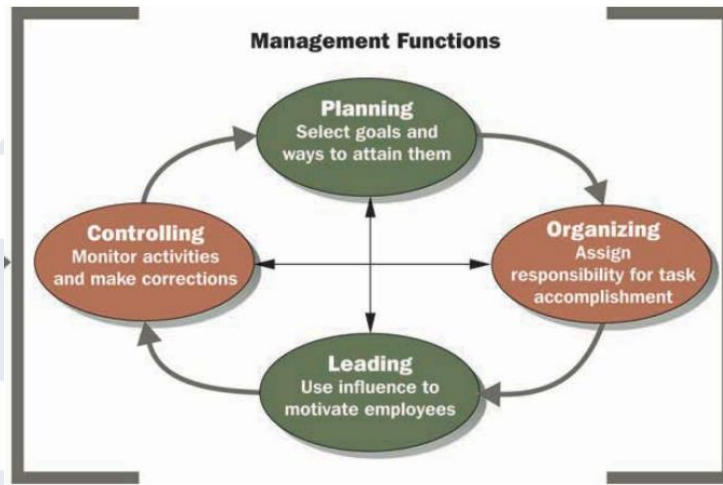 Management Functions
Planning
Select goals and
ways to attain them
Controlling
Monitor activities
and make corrections
Organizing
Assign
responsibility for task
accomplishment
Leading
Use influence to
motivate employees